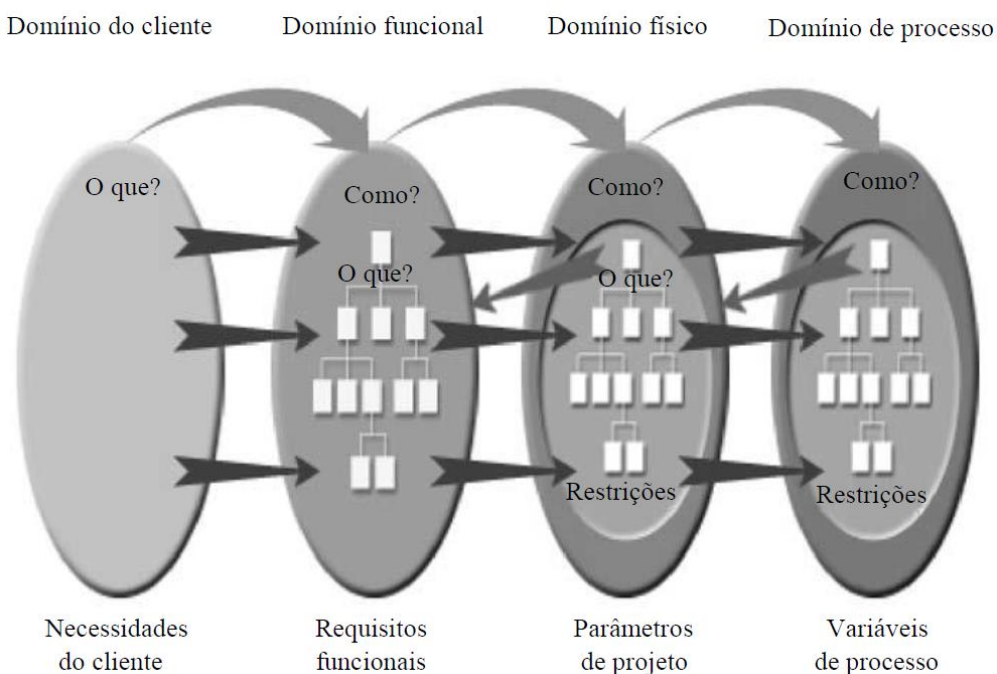 Domínio do cliente
Domínio funcional
Domínio físico
Domínio de processo
O que?
Como?
Como?
Como?
O que?
O que?
Restrições
Restrições
Necessidades
do cliente
Requisitos
funcionais
Parâmetros
de projeto
Variáveis
de processo